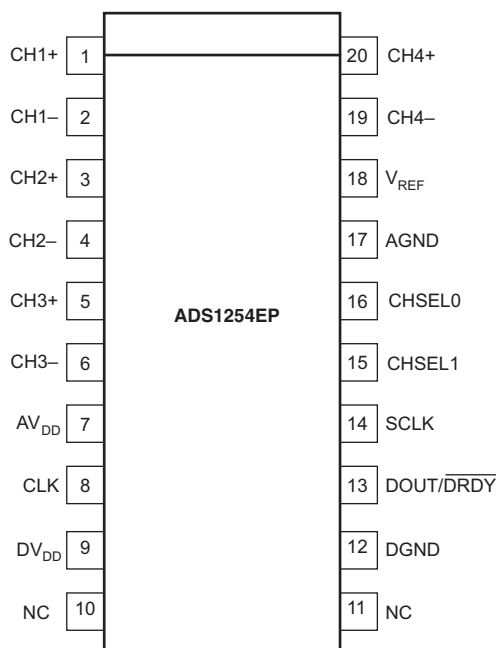 CH1+ 1 20 CH4+
CH1– 2 19 CH4–
CH2+ 3 18 VREF
CH2– 4 17 AGND
CH3+ 5 ADS1254EP 16 CHSEL0
CH3– 6 15 CHSEL1
AVDD 7 14 SCLK
CLK 8 13 DOUT/DRDY
DVDD 9 12 DGND
NC 10 11 NC